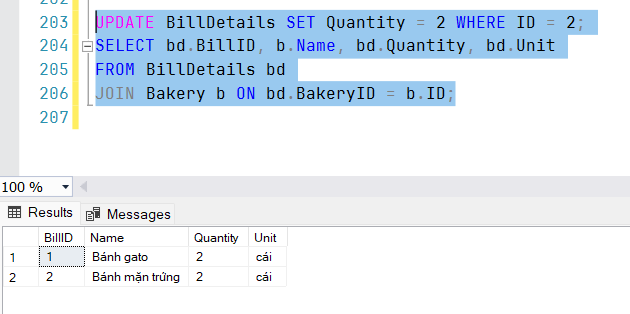 203 UPDATE BillDetails SET Quantity = 2 WHERE ID = 2;
204 SELECT bd.BillID, b.Name, bd.Quantity, bd.Unit
205 FROM BillDetails bd
206 JOIN Bakery b ON bd.BakeryID = b.ID;
207
100 %
Results Messages
BillID Name Quantity Unit
1 1 Bánh gato 2 cái
2 2 Bánh mặn trứng 2 cái